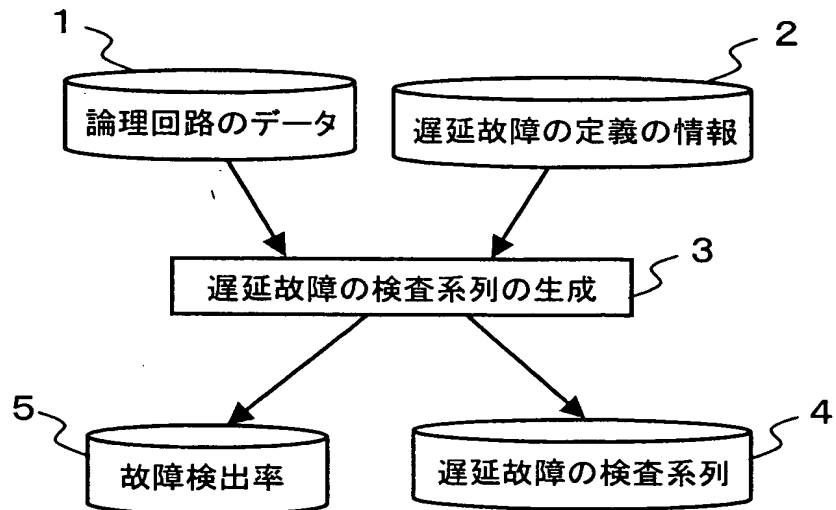 1
2
論理回路のデータ
遅延故障の定義の情報
3
遅延故障の検査系列の生成
5
4
故障検出率
遅延故障の検査系列